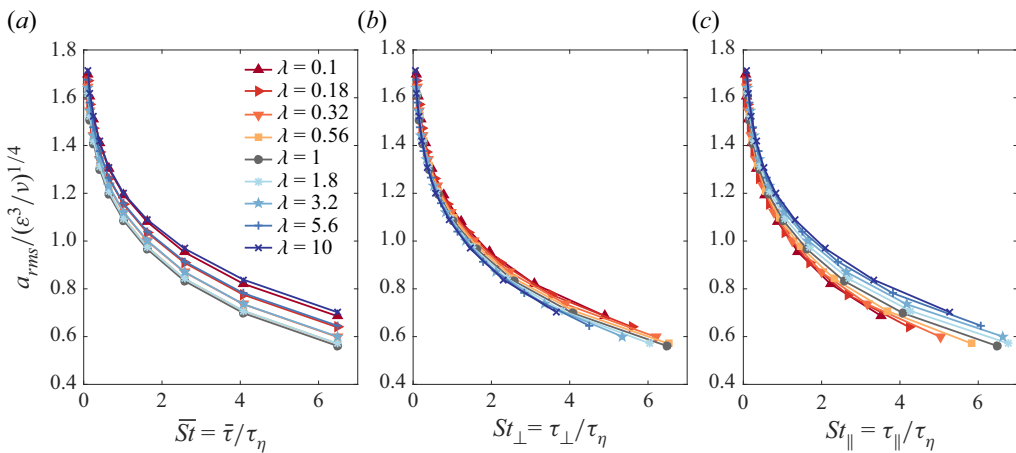 (a) (b) (c)
1.8 1.8 1.8
λ = 0.1
λ = 0.18
1.6 1.6 1.6
λ = 0.32
λ = 0.56
1.4 1.4 1.4
λ = 1
λ = 1.8
1.2 1.2 1.2
λ = 3.2
λ = 5.6
1.0 1.0 1.0
λ = 10
0.8 0.8 0.8
0.6 0.6 0.6
0.4 0.4 0.4
a_rms/(ε³/ν)^1/4
0 2 4 6 0 2 4 6 0 2 4 6
S̅t̅ = τ̄/τ_η St_⊥ = τ_⊥/τ_η St_∥ = τ_∥/τ_η